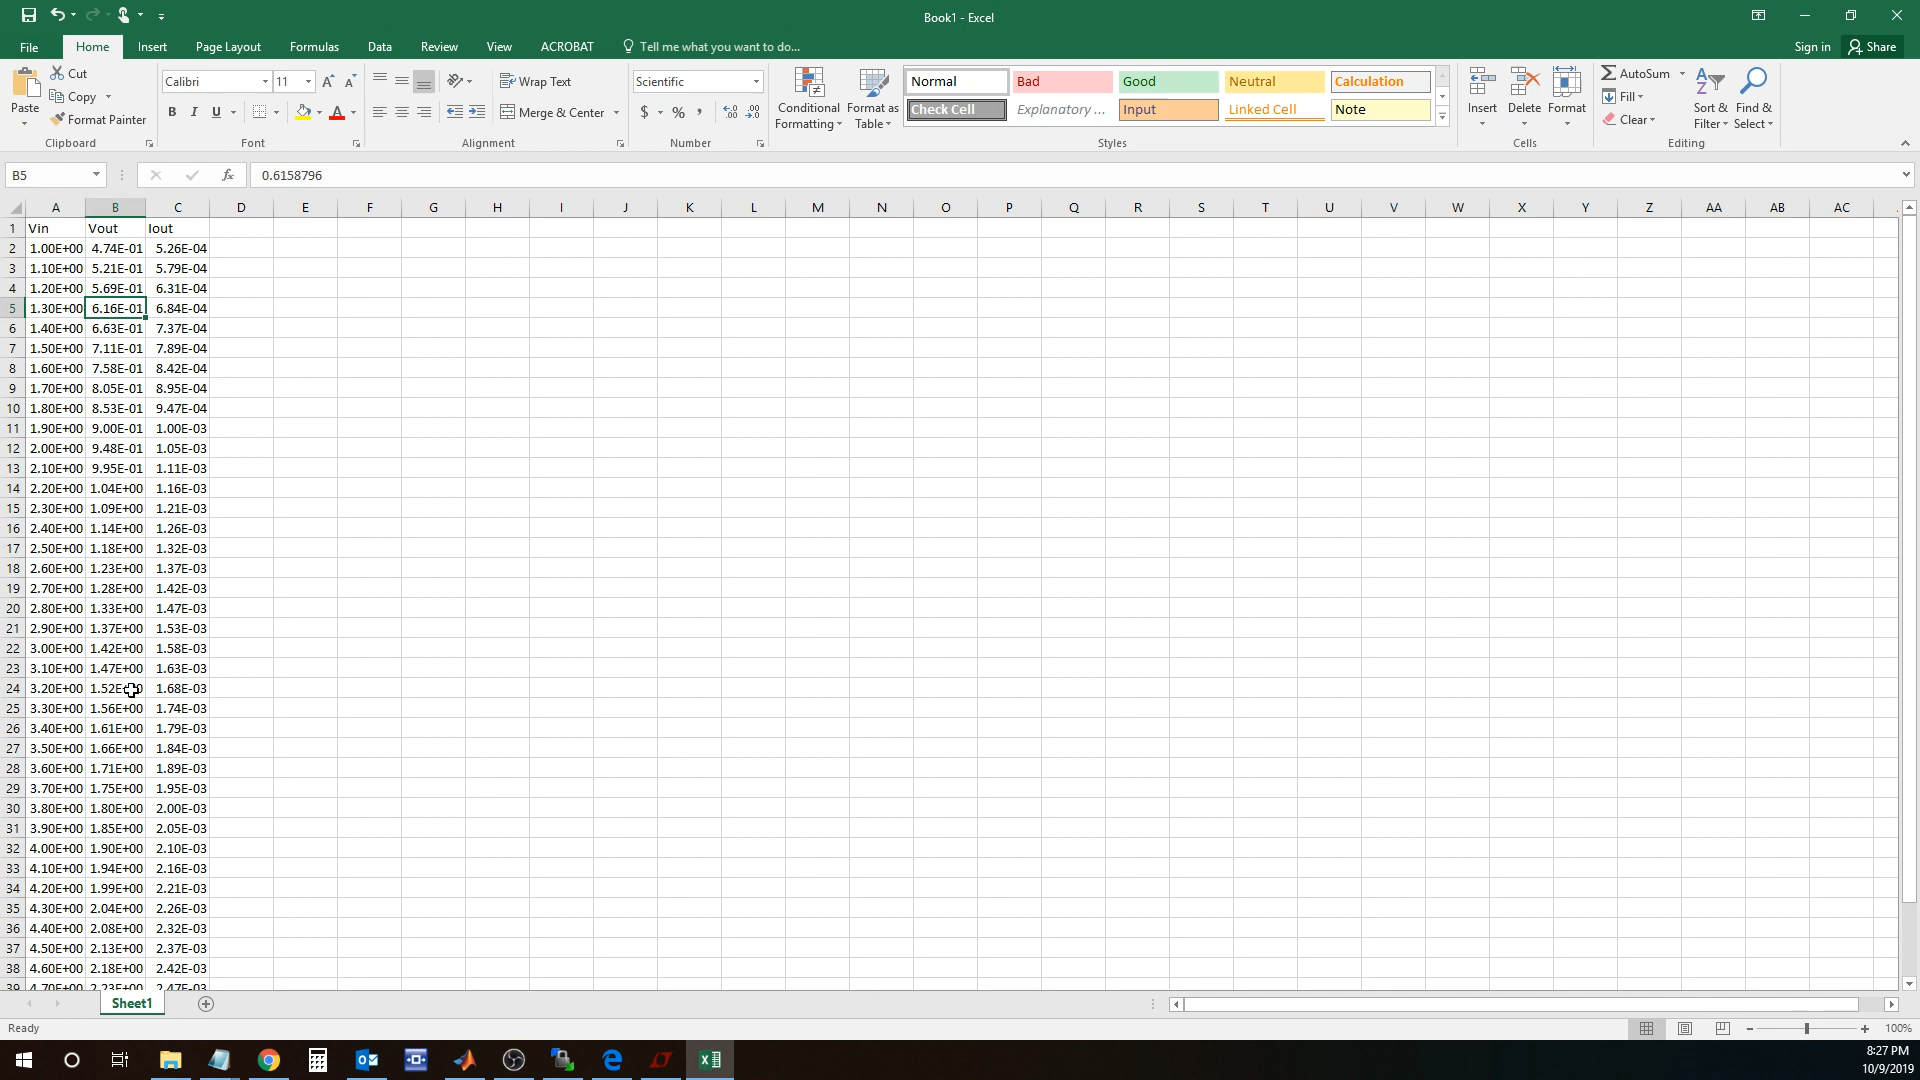 Book1 - Excel
File Home Insert Page Layout Formulas Data Review View ACROBAT Tell me what you want to do... Sign in Share
Paste Cut Copy Format Painter Clipboard
Calibri 11 B I U A Font
Wrap Text Merge & Center Alignment
Scientific $ % , Number
Conditional Formatting Format as Table
Normal Bad Good Neutral Calculation
Check Cell Explanatory ... Input Linked Cell Note
Styles
Insert Delete Format Cells
AutoSum Fill Clear Sort & Filter Find & Select Editing
B5 fx 0.6158796
A B C D E F G H I J K L M N O P Q R S T U V W X Y Z AA AB AC
1 Vin Vout Iout
2 1.00E+00 4.74E-01 5.26E-04
3 1.10E+00 5.21E-01 5.79E-04
4 1.20E+00 5.69E-01 6.31E-04
5 1.30E+00 6.16E-01 6.84E-04
6 1.40E+00 6.63E-01 7.37E-04
7 1.50E+00 7.11E-01 7.89E-04
8 1.60E+00 7.58E-01 8.42E-04
9 1.70E+00 8.05E-01 8.95E-04
10 1.80E+00 8.53E-01 9.47E-04
11 1.90E+00 9.00E-01 1.00E-03
12 2.00E+00 9.48E-01 1.05E-03
13 2.10E+00 9.95E-01 1.11E-03
14 2.20E+00 1.04E+00 1.16E-03
15 2.30E+00 1.09E+00 1.21E-03
16 2.40E+00 1.14E+00 1.26E-03
17 2.50E+00 1.18E+00 1.32E-03
18 2.60E+00 1.23E+00 1.37E-03
19 2.70E+00 1.28E+00 1.42E-03
20 2.80E+00 1.33E+00 1.47E-03
21 2.90E+00 1.37E+00 1.53E-03
22 3.00E+00 1.42E+00 1.58E-03
23 3.10E+00 1.47E+00 1.63E-03
24 3.20E+00 1.52E+00 1.68E-03
25 3.30E+00 1.56E+00 1.74E-03
26 3.40E+00 1.61E+00 1.79E-03
27 3.50E+00 1.66E+00 1.84E-03
28 3.60E+00 1.71E+00 1.89E-03
29 3.70E+00 1.75E+00 1.95E-03
30 3.80E+00 1.80E+00 2.00E-03
31 3.90E+00 1.85E+00 2.05E-03
32 4.00E+00 1.90E+00 2.10E-03
33 4.10E+00 1.94E+00 2.16E-03
34 4.20E+00 1.99E+00 2.21E-03
35 4.30E+00 2.04E+00 2.26E-03
36 4.40E+00 2.08E+00 2.32E-03
37 4.50E+00 2.13E+00 2.37E-03
38 4.60E+00 2.18E+00 2.42E-03
39 4.70E+00 2.23E+00 2.47E-03
Sheet1
Ready 100%
8:27 PM
10/9/2019